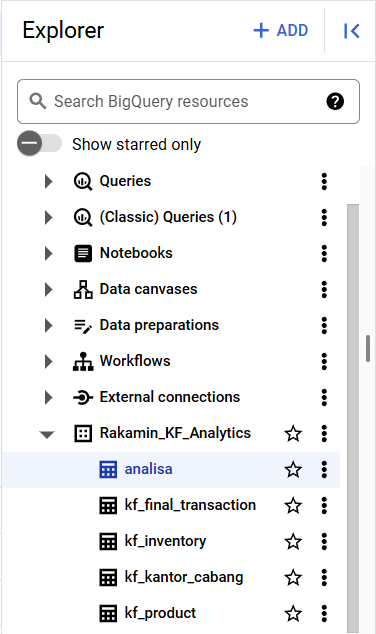 Explorer
+ ADD
Search BigQuery resources
Show starred only
Queries
(Classic) Queries (1)
Notebooks
Data canvases
Data preparations
Workflows
External connections
Rakamin_KF_Analytics
analisa
kf_final_transaction
kf_inventory
kf_kantor_cabang
kf_product